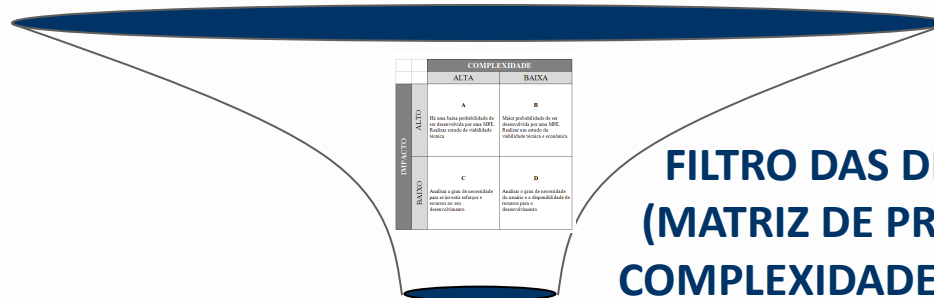 COMPLEXIDADE
ALTA BAIXA
IMPACTO
ALTO
A
Há uma baixa probabilidade de
ser desenvolvida por uma MPE.
Realizar estudo de viabilidade
técnica.
B
Maior probabilidade de ser
desenvolvida por uma MPE.
Realizar um estudo de
viabilidade técnica e econômica.
BAIXO
C
Analisar a grau de necessidade
para se investir esforços e
recursos no seu
desenvolvimento.
D
Analisar o grau de necessidade
do usuário e a disponibilidade de
recursos para o
desenvolvimento.
FILTRO DAS
(MATRIZ DE
COMPLEXIDADE